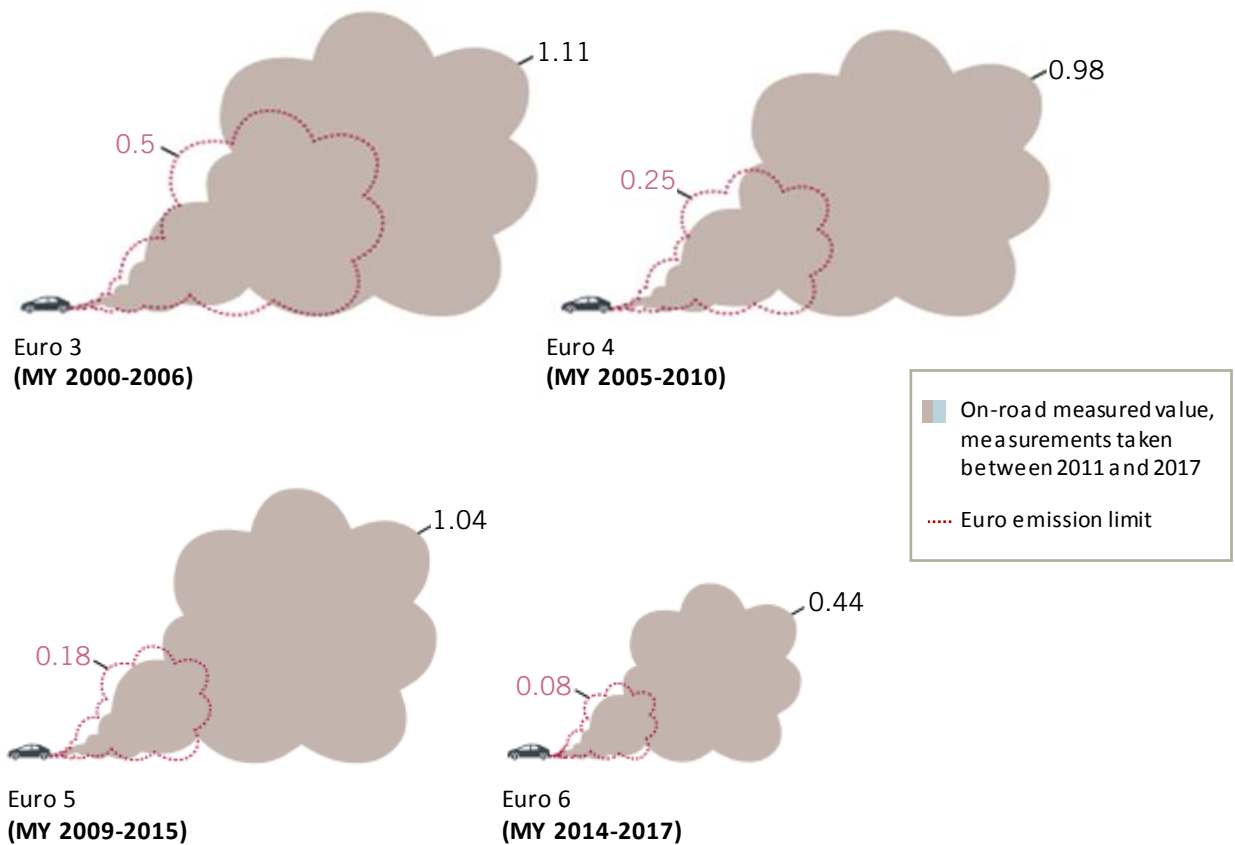 1.11
0.5
Euro 3
(MY 2000-2006)
0.98
0.25
Euro 4
(MY 2005-2010)
On-road measured value,
measurements taken
between 2011 and 2017
Euro emission limit
1.04
0.18
Euro 5
(MY 2009-2015)
0.44
0.08
Euro 6
(MY 2014-2017)